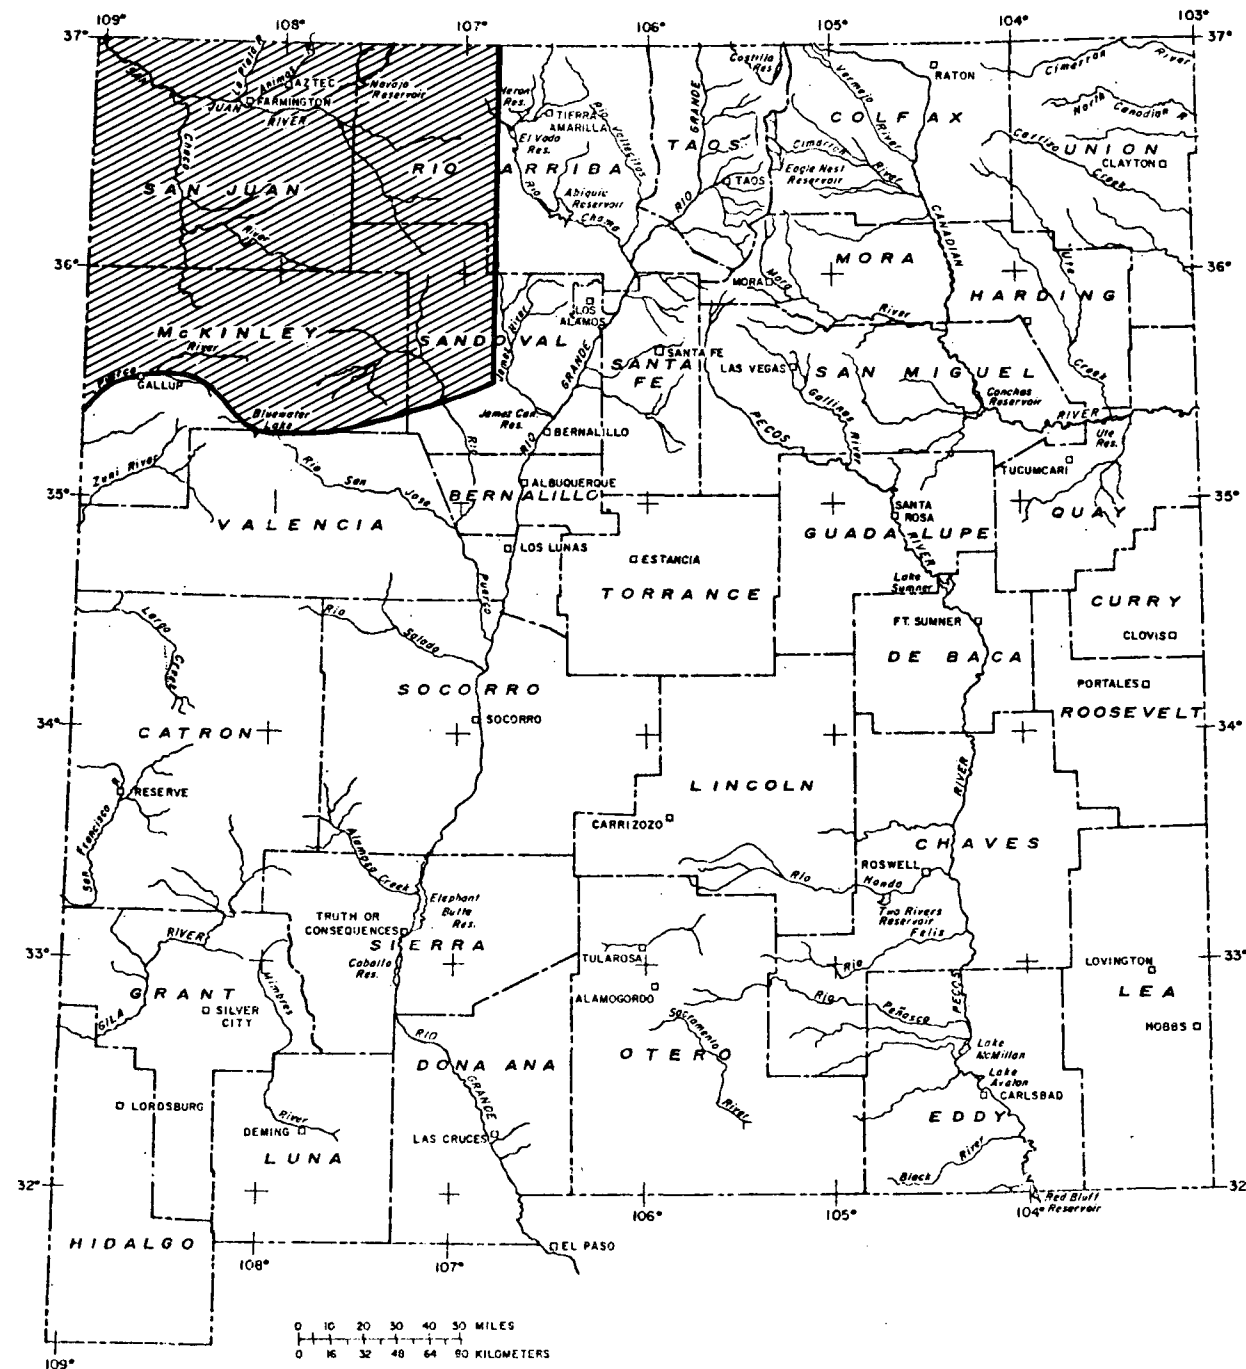 109°
108°
107°
106°
105°
104°
103°
37°
37°
SAN
JUAN
RIVER
La Plata R
Animas
AZTEC
FARMINGTON
Navajo
Reservoir
Chaco
River
SAN JUAN
RIO ARRIBA
Heron
Res.
TIERRA
AMARILLA
El Vado
Res.
Rio
Vallecitos
Abiquiu
Reservoir
Rio
Chama
Costilla
Res.
RIO
GRANDE
TAOS
TAOS
Vermejo
River
RATON
COLFAX
Cimarron
River
Eagle Nest
Reservoir
CANADIAN
Cimarron
River
North
Canadian R
Carrizo
Creek
UNION
CLAYTON
36°
36°
MORA
MORA
Mora
River
Ute
Creek
HARDING
McKINLEY
River
Puerco
GALLUP
Bluewater
Lake
SANDOVAL
Jemez River
LOS
ALAMOS
RIO
GRANDE
SANTA FE
SANTA
FE
LAS VEGAS
SAN MIGUEL
Gallinas
River
Conchas
Reservoir
RIVER
Ute
Res.
PECOS
Jemez Can.
Res.
BERNALILLO
TUCUMCARI
35°
35°
Zuni River
Rio
San
Jose
Rio
ALBUQUERQUE
BERNALILLO
VALENCIA
LOS LUNAS
ESTANCIA
TORRANCE
SANTA
ROSA
GUADALUPE
RIVER
QUAY
Lake
Sumner
Puerco
CURRY
CLOVIS
FT. SUMNER
DE BACA
PORTALES
ROOSEVELT
Largo
Creek
Rio
Salado
SOCORRO
SOCORRO
34°
34°
CATRON
RESERVE
San
Francisco
R
LINCOLN
CARRIZOZO
RIVER
CHAVES
ROSWELL
Rio
Hondo
Two Rivers
Reservoir
Felix
Rio
Alamosa Creek
Elephant
Butte
Res.
TRUTH OR
CONSEQUENCES
SIERRA
Caballo
Res.
33°
33°
RIVER
GRANT
GILA
SILVER
CITY
Mimbres
TULAROSA
ALAMOGORDO
Sacramento
River
OTERO
Rio
Peñasco
PECOS
LOVINGTON
LEA
HOBBS
Lake
McMillan
Lake
Avalon
CARLSBAD
EDDY
RIO
GRANDE
DONA ANA
LORDSBURG
DEMING
River
LUNA
LAS CRUCES
Black
River
32°
32
Red Bluff
Reservoir
HIDALGO
EL PASO
108°
107°
106°
105°
104°
109°
0 10 20 30 40 50 MILES
0 16 32 48 64 80 KILOMETERS